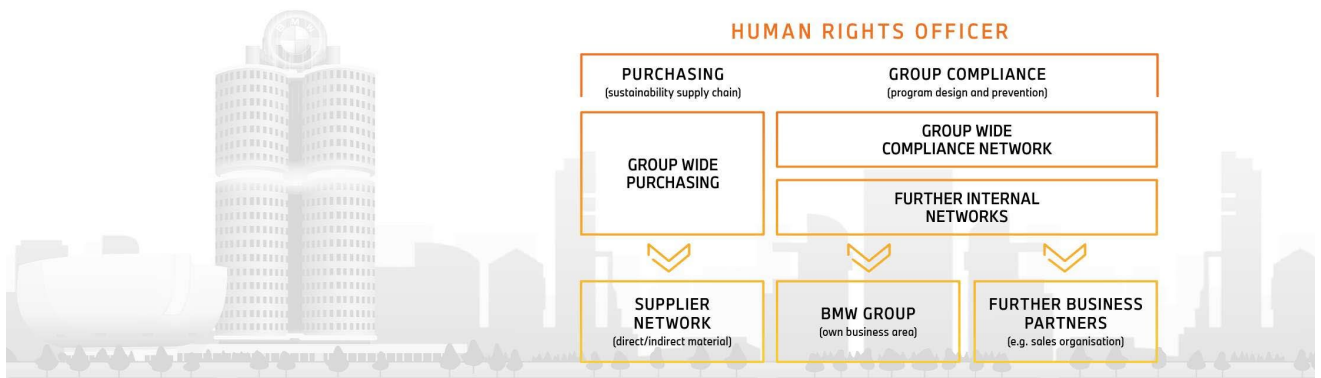 HUMAN RIGHTS OFFICER
PURCHASING
(sustainability supply chain)
GROUP COMPLIANCE
(program design and prevention)
GROUP WIDE
PURCHASING
GROUP WIDE
COMPLIANCE NETWORK
FURTHER INTERNAL
NETWORKS
SUPPLIER
NETWORK
(direct/indirect material)
BMW GROUP
(own business area)
FURTHER BUSINESS
PARTNERS
(e.g. sales organisation)